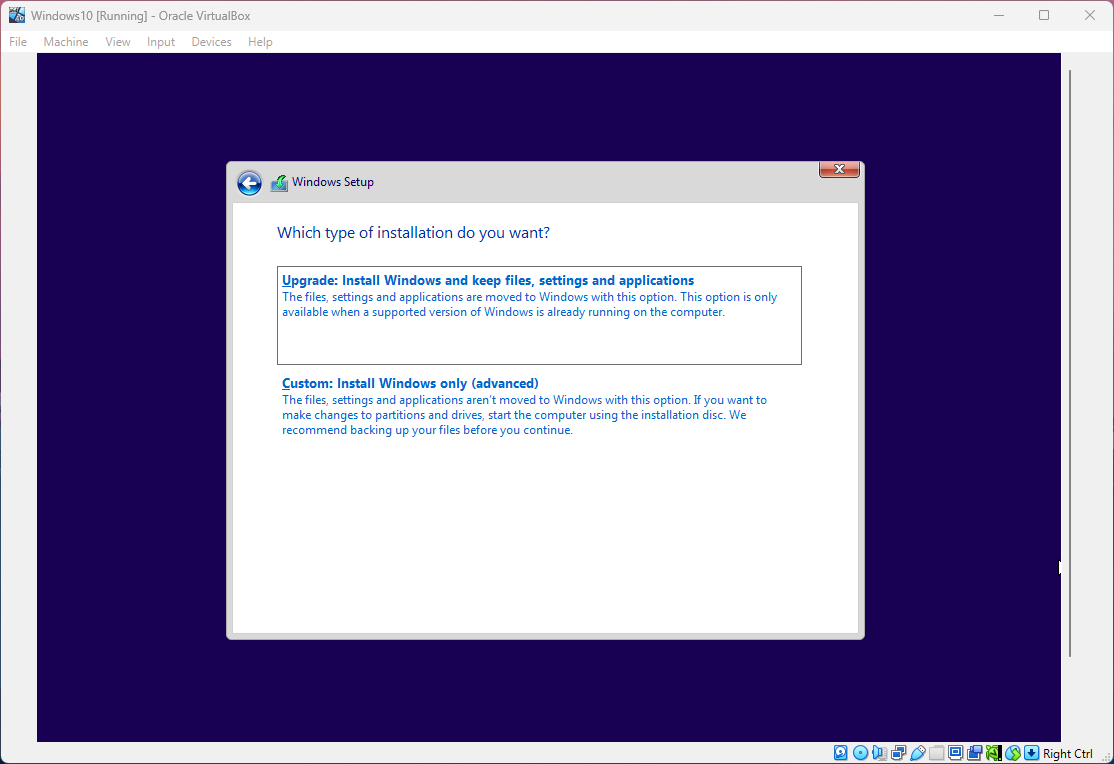 Windows10 [Running] - Oracle VirtualBox
File Machine View Input Devices Help
Windows Setup
Which type of installation do you want?
Upgrade: Install Windows and keep files, settings and applications
The files, settings and applications are moved to Windows with this option. This option is only
available when a supported version of Windows is already running on the computer.
Custom: Install Windows only (advanced)
The files, settings and applications aren't moved to Windows with this option. If you want to
make changes to partitions and drives, start the computer using the installation disc. We
recommend backing up your files before you continue.
Right Ctrl